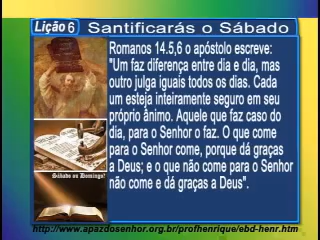 Lição 6 Santificarás o Sábado
Romanos 14.5,6 o apóstolo escreve:
"Um faz diferença entre dia e dia, mas
outro julga iguais todos os dias. Cada
um esteja inteiramente seguro em seu
próprio ânimo. Aquele que faz caso do
dia, para o Senhor o faz. O que come
para o Senhor come, porque dá graças
a Deus; e o que não come para o Senhor
não come e dá graças a Deus".
Sábado ou Domingo?
http://www.apazdosenhor.org.br/profhenrique/ebd-henr.htm